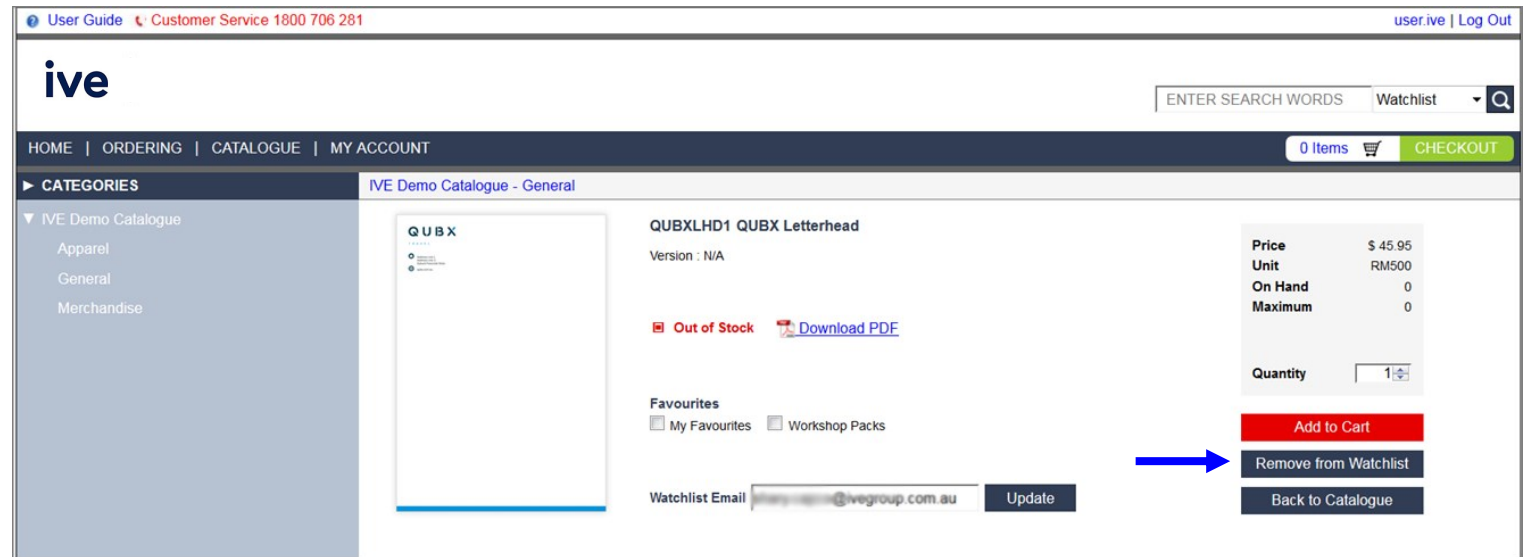 User Guide Customer Service 1800 706 281
user.ive | Log Out
ive
ENTER SEARCH WORDS Watchlist
HOME | ORDERING | CATALOGUE | MY ACCOUNT
0 Items CHECKOUT
CATEGORIES
IVE Demo Catalogue - General
IVE Demo Catalogue
Apparel
General
Merchandise
QUBX
QUBXLHD1 QUBX Letterhead
Version : N/A
Out of Stock Download PDF
Favourites
My Favourites Workshop Packs
Watchlist Email @ivegroup.com.au Update
Price $ 45.95
Unit RM500
On Hand 0
Maximum 0
Quantity 1
Add to Cart
Remove from Watchlist
Back to Catalogue